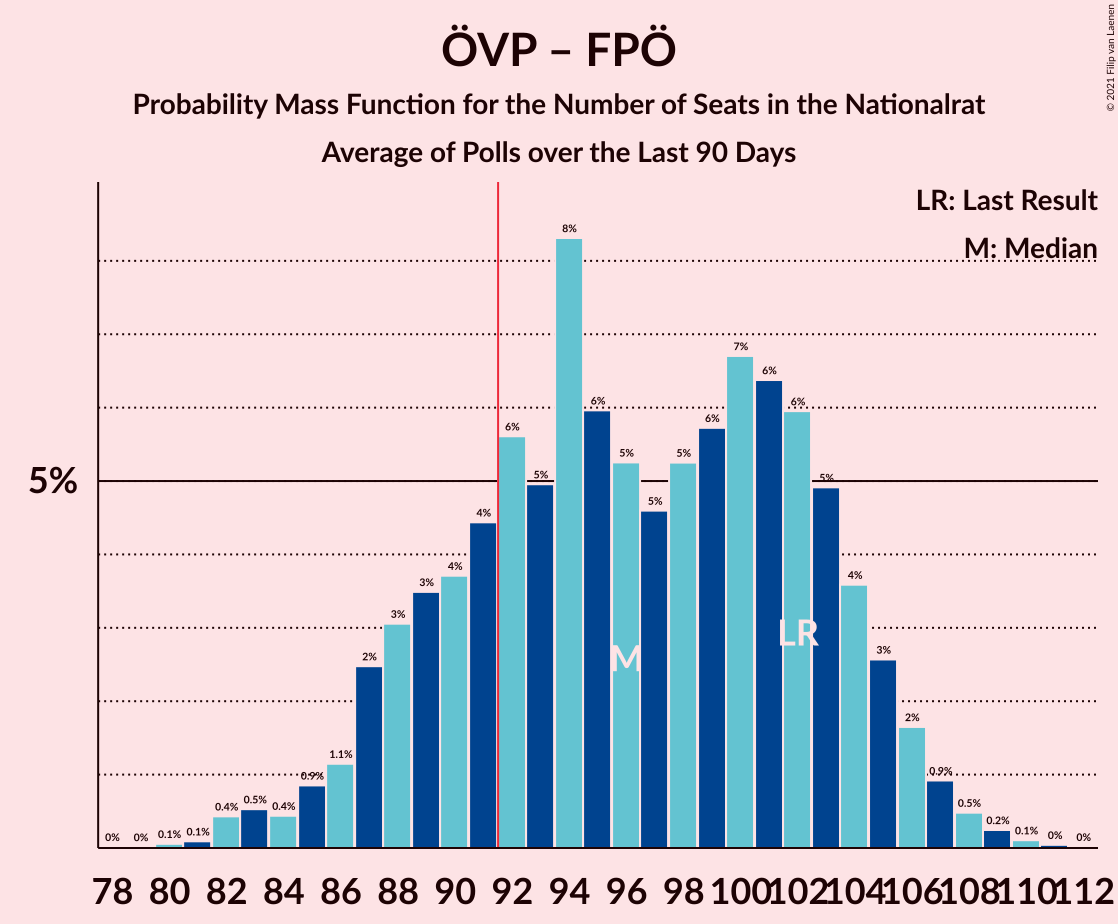 ÖVP – FPÖ
Probability Mass Function for the Number of Seats in the Nationalrat
Average of Polls over the Last 90 Days
© 2021 Filip van Laenen
LR: Last Result
M: Median
5%
0% 0% 0.1% 0.1% 0.4% 0.5% 0.4% 0.9% 1.1% 2% 3% 3% 4% 4% 6% 5% 8% 6% 5% 5% 5% 6% 7% 6% 6% 5% 4% 3% 2% 0.9% 0.5% 0.2% 0.1% 0% 0%
M
LR
78 80 82 84 86 88 90 92 94 96 98 100 102 104 106 108 110 112